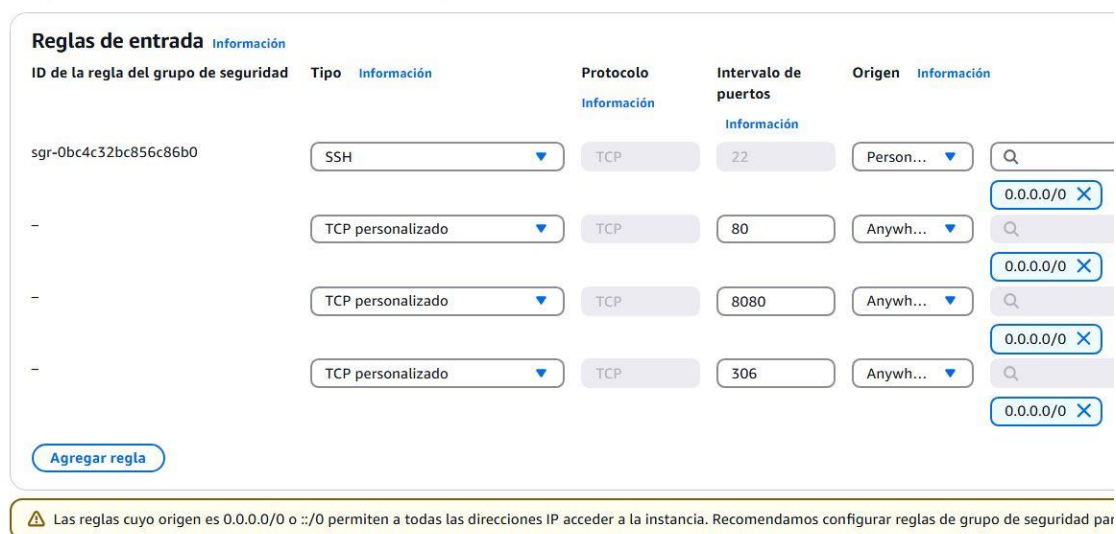 Reglas de entrada Información
ID de la regla del grupo de seguridad Tipo Información Protocolo Información Intervalo de puertos Información Origen Información
sgr-0bc4c32bc856c86b0 SSH TCP 22 Person...
0.0.0.0/0
– TCP personalizado TCP 80 Anywh...
0.0.0.0/0
– TCP personalizado TCP 8080 Anywh...
0.0.0.0/0
– TCP personalizado TCP 306 Anywh...
0.0.0.0/0
Agregar regla
Las reglas cuyo origen es 0.0.0.0/0 o ::/0 permiten a todas las direcciones IP acceder a la instancia. Recomendamos configurar reglas de grupo de seguridad par